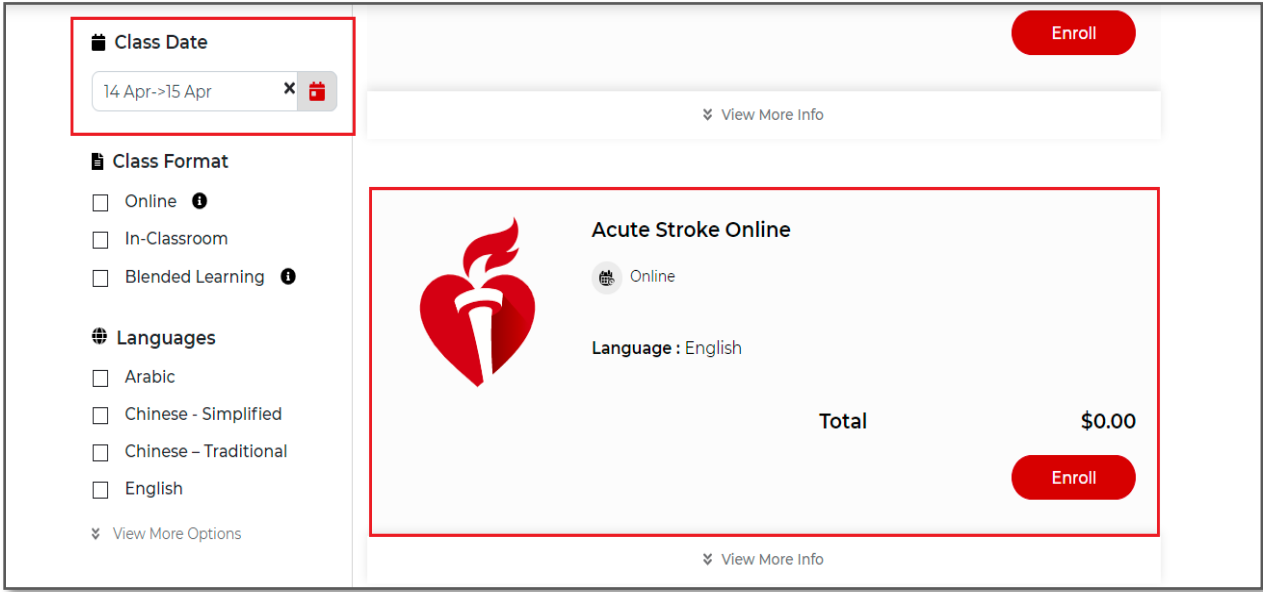 Class Date
14 Apr->15 Apr
Class Format
Online
In-Classroom
Blended Learning
Languages
Arabic
Chinese - Simplified
Chinese – Traditional
English
View More Options
Enroll
View More Info
Acute Stroke Online
Online
Language : English
Total $0.00
Enroll
View More Info